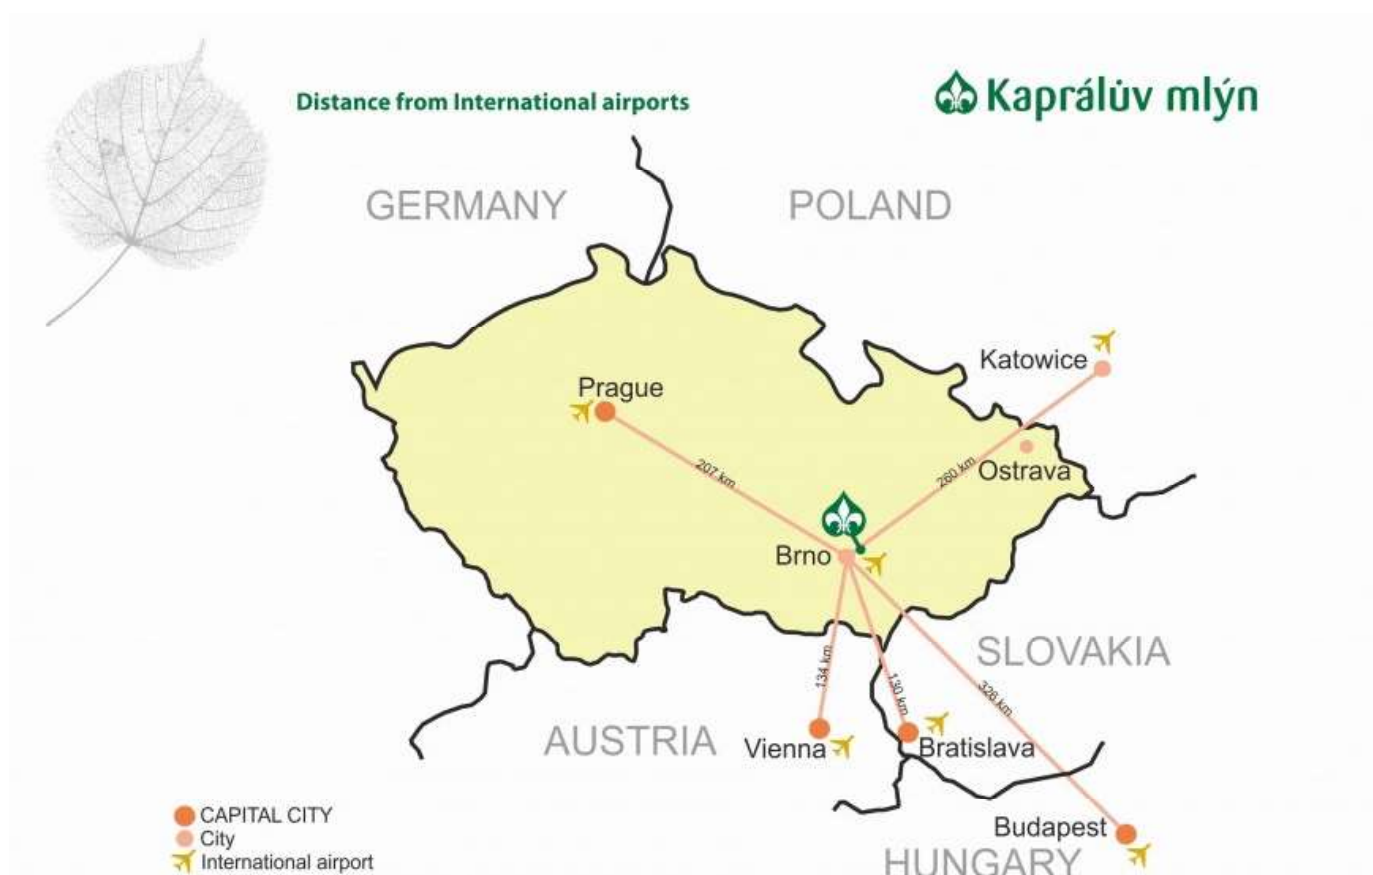 Distance from International airports
Kaprálův mlýn
GERMANY
POLAND
Katowice
Prague
207 km
260 km
Ostrava
Brno
SLOVAKIA
134 km
130 km
326 km
AUSTRIA
Vienna
Bratislava
CAPITAL CITY
City
International airport
Budapest
HUNGARY